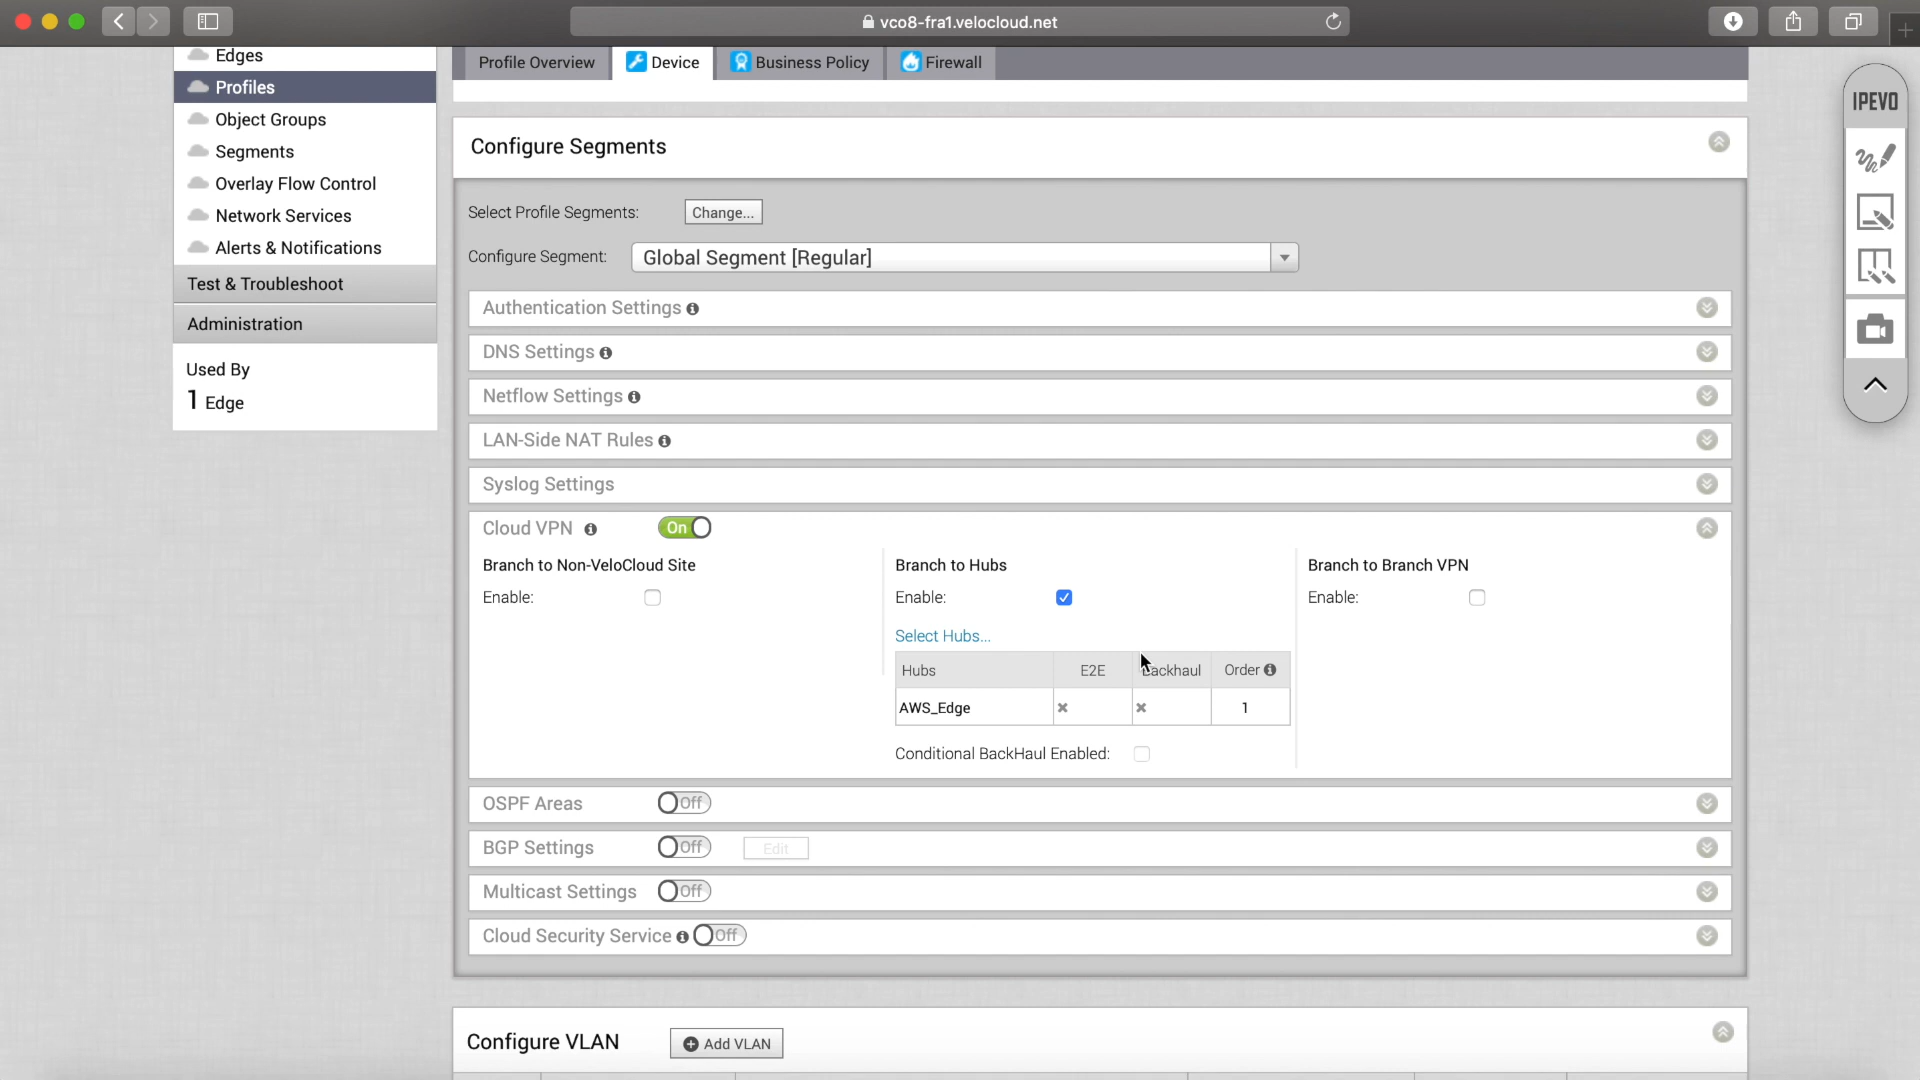 vco8-fra1.velocloud.net
Edges
Profiles
Object Groups
Segments
Overlay Flow Control
Network Services
Alerts & Notifications
Test & Troubleshoot
Administration
Used By
1 Edge
Profile Overview
Device
Business Policy
Firewall
IPEVO
Configure Segments
Select Profile Segments:
Change...
Configure Segment:
Global Segment [Regular]
Authentication Settings
DNS Settings
Netflow Settings
LAN-Side NAT Rules
Syslog Settings
Cloud VPN
On
Branch to Non-VeloCloud Site
Enable:
Branch to Hubs
Enable:
Select Hubs...
Hubs E2E Backhaul Order
AWS_Edge 1
Conditional BackHaul Enabled:
Branch to Branch VPN
Enable:
OSPF Areas Off
BGP Settings Off Edit
Multicast Settings Off
Cloud Security Service Off
Configure VLAN
Add VLAN